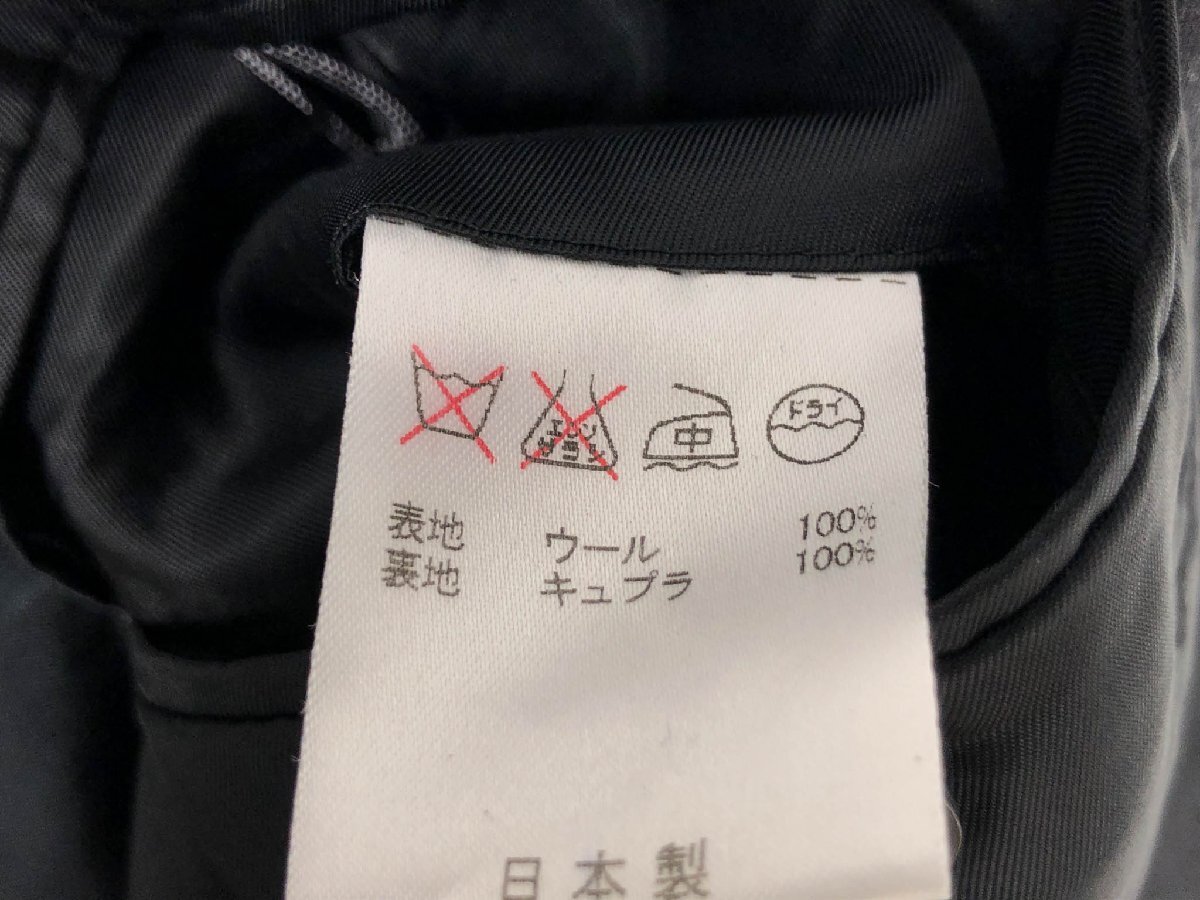 エンソサラシ 中 ドライ
表地 ウール 100%
裏地 キュプラ 100%
日本製